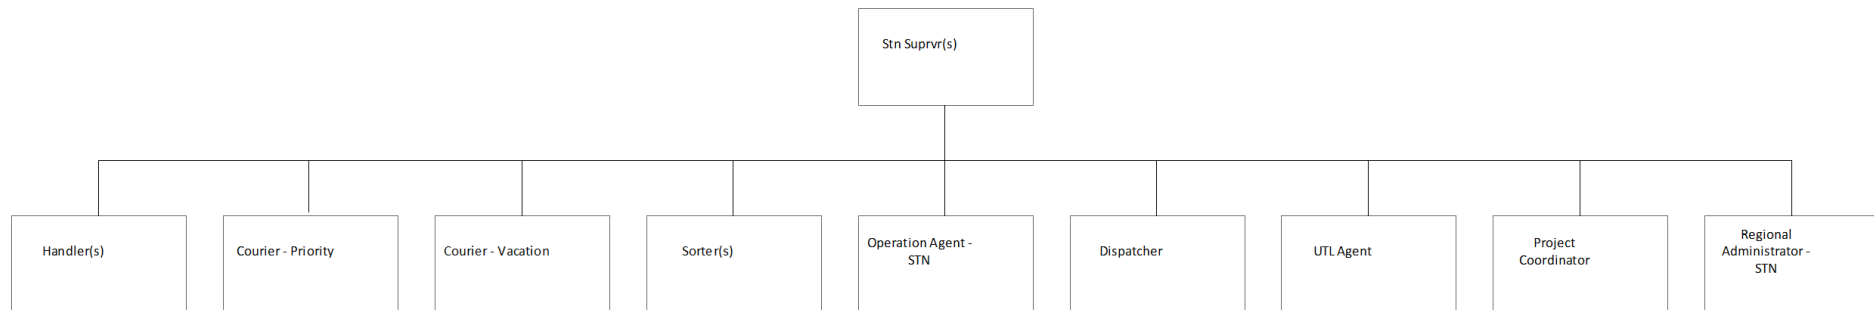 Stn Suprvr(s)
Handler(s)
Courier - Priority
Courier - Vacation
Sorter(s)
Operation Agent -
STN
Dispatcher
UTL Agent
Project
Coordinator
Regional
Administrator -
STN